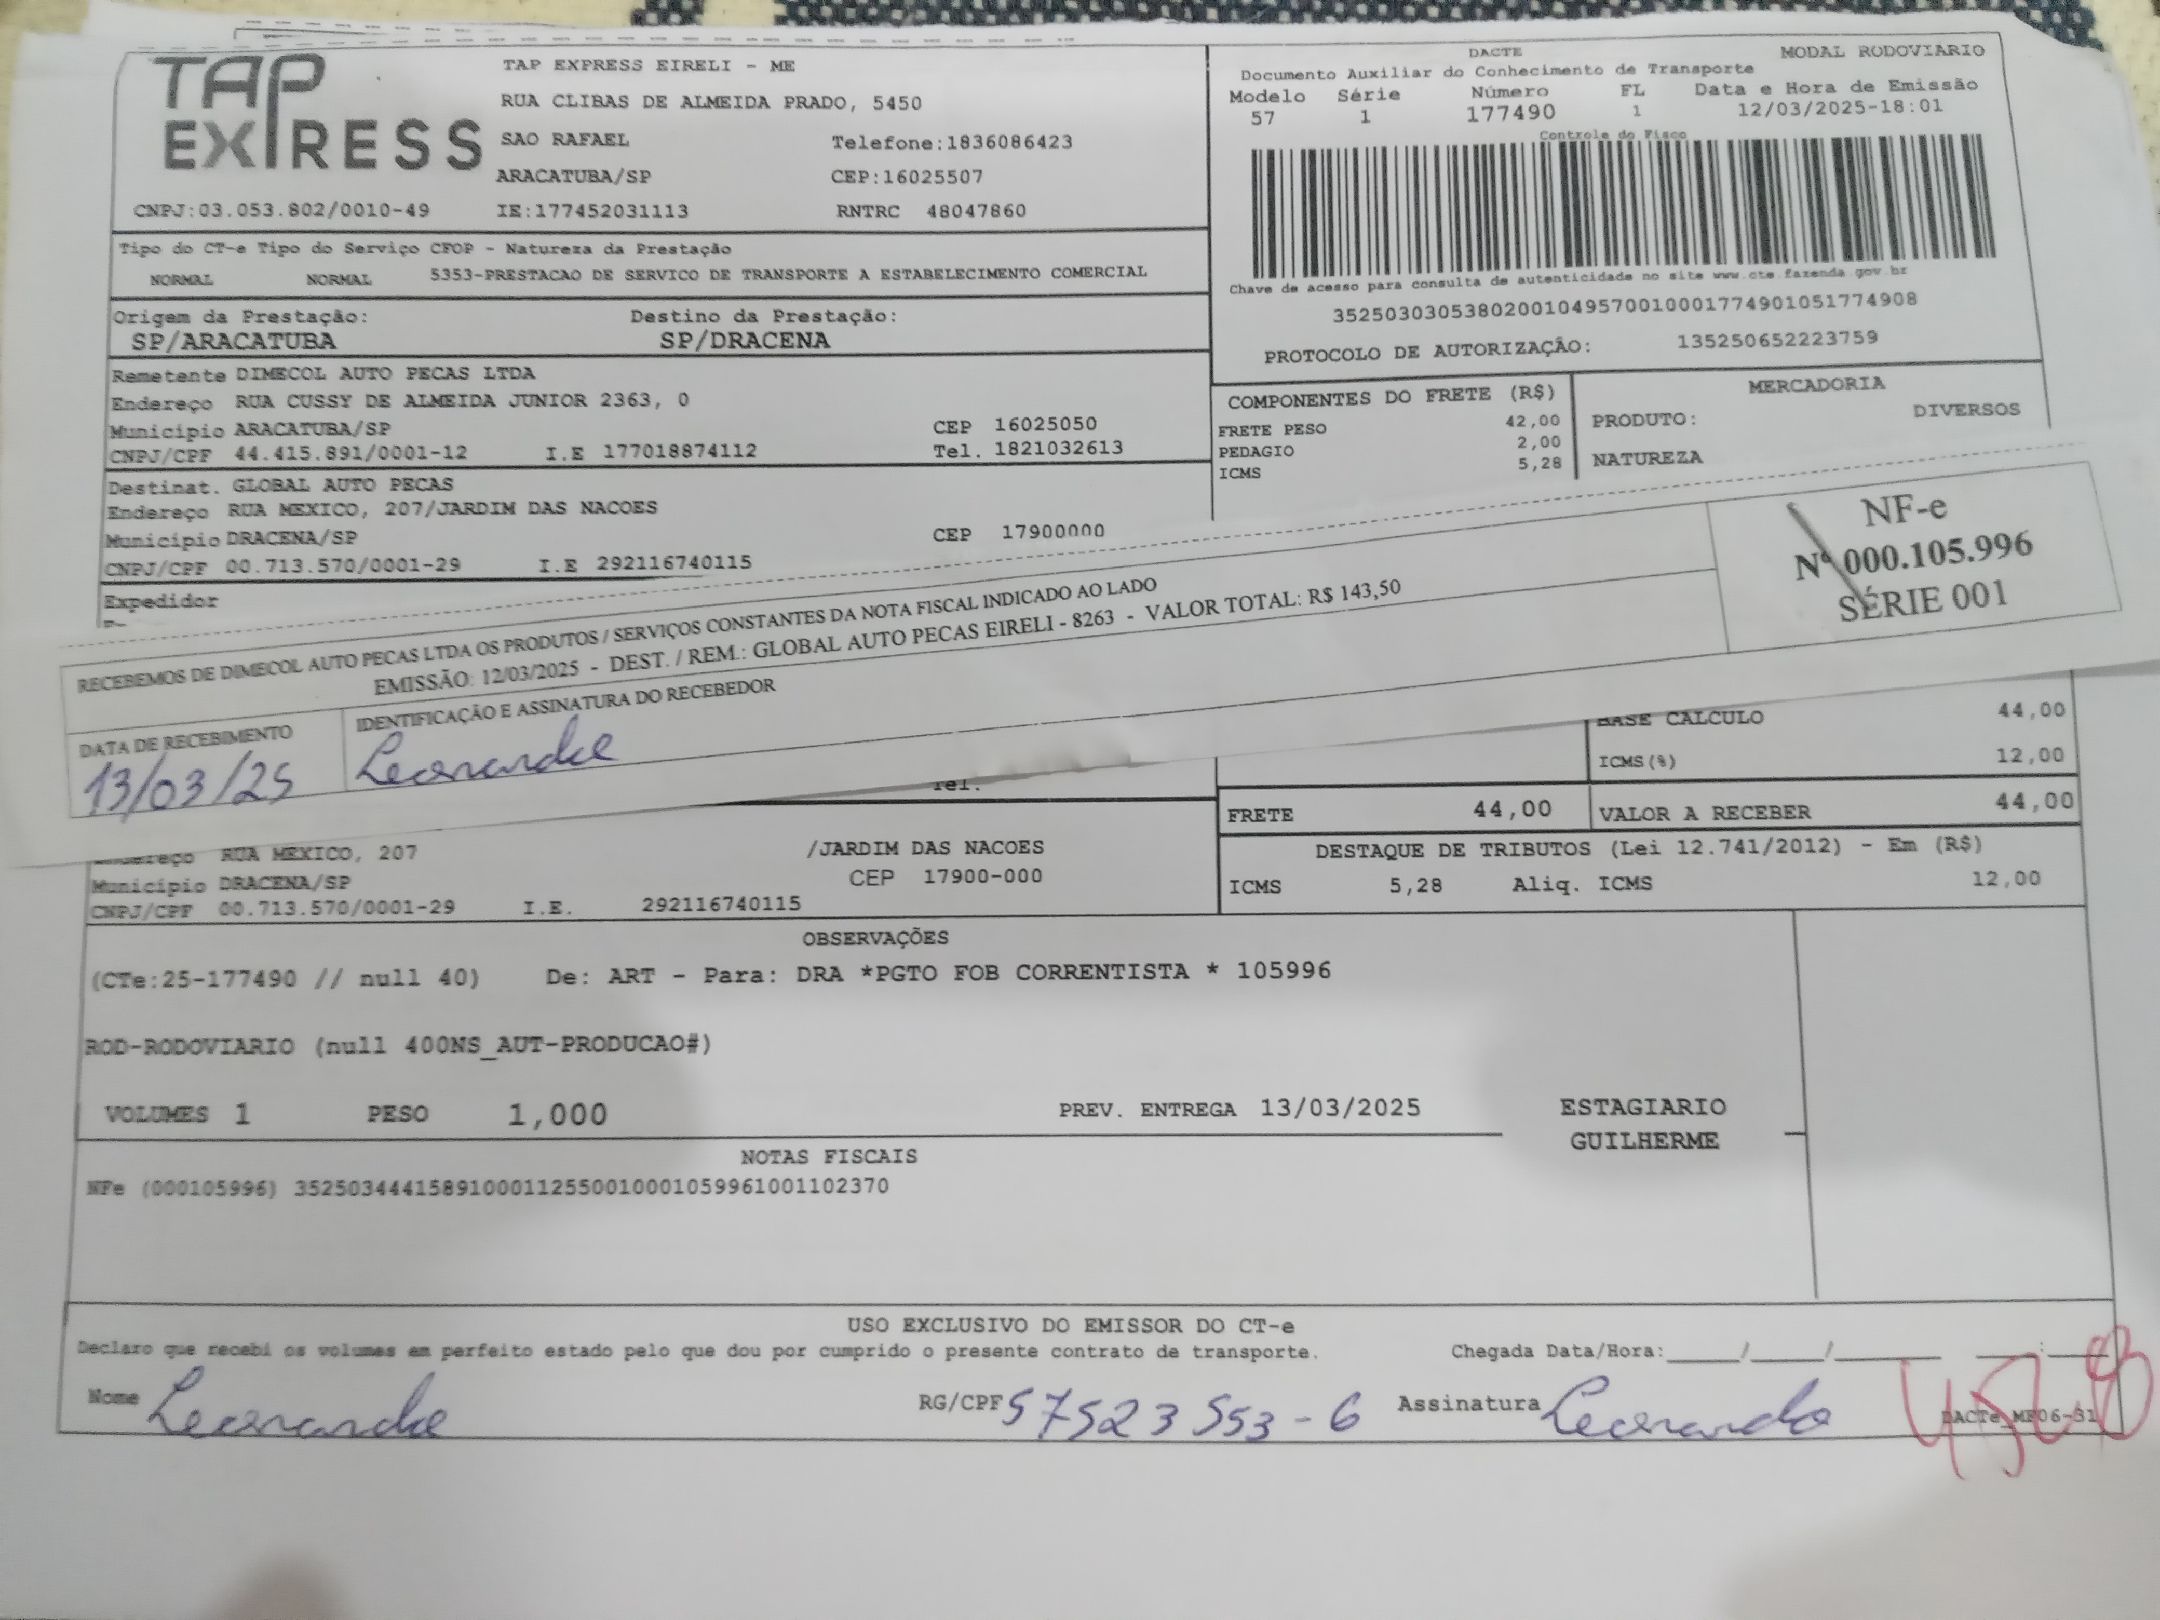 TAP EXPRESS
TAP EXPRESS EIRELI - ME
RUA CLIBAS DE ALMEIDA PRADO, 5450
SAO RAFAEL Telefone:1836086423
ARACATUBA/SP CEP:16025507
CNPJ:03.053.802/0010-49 IE:177452031113 RNTRC 48047860
DACTE MODAL RODOVIARIO
Documento Auxiliar do Conhecimento de Transporte
Modelo Série Número FL Data e Hora de Emissão
57 1 177490 1 12/03/2025-18:01
Controle do Fisco
Chave de acesso para consulta de autenticidade no site www.cte.fazenda.gov.br
35250303053802001049570010001774901051774908
PROTOCOLO DE AUTORIZAÇÃO: 135250652223759
Tipo do CT-e Tipo do Serviço CFOP - Natureza da Prestação
NORMAL NORMAL 5353-PRESTACAO DE SERVICO DE TRANSPORTE A ESTABELECIMENTO COMERCIAL
Origem da Prestação: Destino da Prestação:
SP/ARACATUBA SP/DRACENA
Remetente DIMECOL AUTO PECAS LTDA
Endereço RUA CUSSY DE ALMEIDA JUNIOR 2363, 0
Município ARACATUBA/SP CEP 16025050
CNPJ/CPF 44.415.891/0001-12 I.E 177018874112 Tel. 1821032613
Destinat. GLOBAL AUTO PECAS
Endereço RUA MEXICO, 207/JARDIM DAS NACOES
Município DRACENA/SP CEP 17900000
CNPJ/CPF 00.713.570/0001-29 I.E 292116740115
Expedidor
COMPONENTES DO FRETE (R$)
FRETE PESO 42,00
PEDAGIO 2,00
ICMS 5,28
MERCADORIA
PRODUTO: DIVERSOS
NATUREZA
RECEBEMOS DE DIMECOL AUTO PECAS LTDA OS PRODUTOS / SERVIÇOS CONSTANTES DA NOTA FISCAL INDICADO AO LADO
EMISSÃO: 12/03/2025 - DEST. / REM.: GLOBAL AUTO PECAS EIRELI - 8263 - VALOR TOTAL: R$ 143,50
DATA DE RECEBIMENTO IDENTIFICAÇÃO E ASSINATURA DO RECEBEDOR
13/03/25 Leonardo
NF-e
Nº 000.105.996
SÉRIE 001
BASE CALCULO 44,00
ICMS(%) 12,00
Tel.
FRETE 44,00 VALOR A RECEBER 44,00
Endereço RUA MEXICO, 207 /JARDIM DAS NACOES
Município DRACENA/SP CEP 17900-000
CNPJ/CPF 00.713.570/0001-29 I.E. 292116740115
DESTAQUE DE TRIBUTOS (Lei 12.741/2012) - Em (R$)
ICMS 5,28 Aliq. ICMS 12,00
OBSERVAÇÕES
(CTe:25-177490 // null 40) De: ART - Para: DRA *PGTO FOB CORRENTISTA * 105996
ROD-RODOVIARIO (null 400NS_AUT-PRODUCAO#)
VOLUMES 1 PESO 1,000 PREV. ENTREGA 13/03/2025
ESTAGIARIO
GUILHERME
NOTAS FISCAIS
NFe (000105996) 35250344415891000112550010001059961001102370
USO EXCLUSIVO DO EMISSOR DO CT-e
Declaro que recebi os volumes em perfeito estado pelo que dou por cumprido o presente contrato de transporte. Chegada Data/Hora:_____/_____/_______ ___:___
Nome Leonardo RG/CPF 57523553-6 Assinatura Leonardo
DACTe_MF06-31